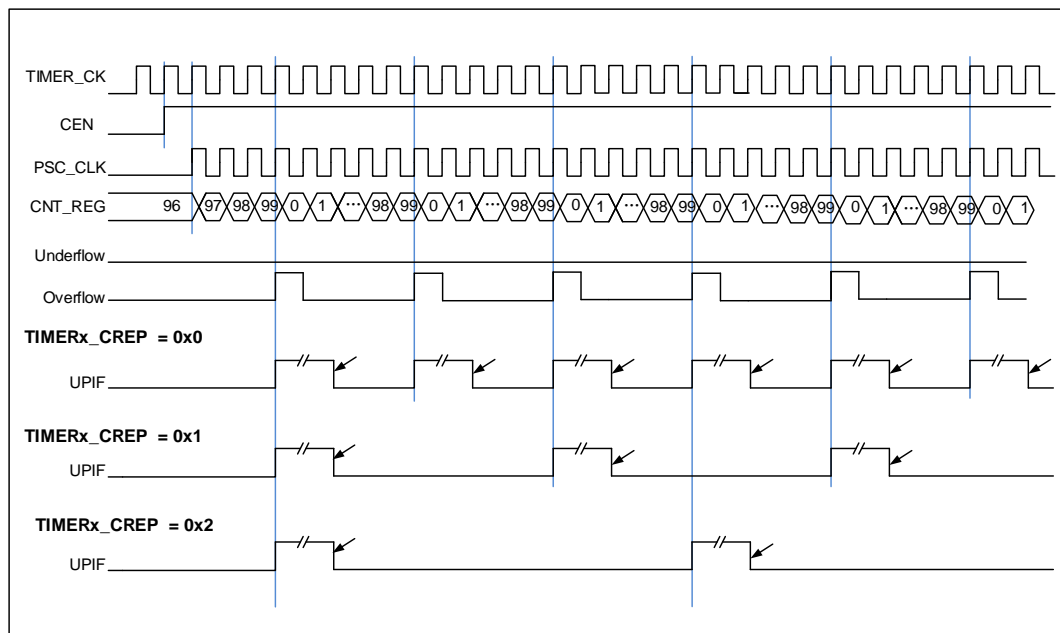 TIMER_CK
CEN
PSC_CLK
CNT_REG 96 97 98 99 0 1 ... 98 99 0 1 ... 98 99 0 1 ... 98 99 0 1 ... 98 99 0 1 ... 98 99 0 1
Underflow
Overflow
TIMERx_CREP = 0x0
UPIF
TIMERx_CREP = 0x1
UPIF
TIMERx_CREP = 0x2
UPIF